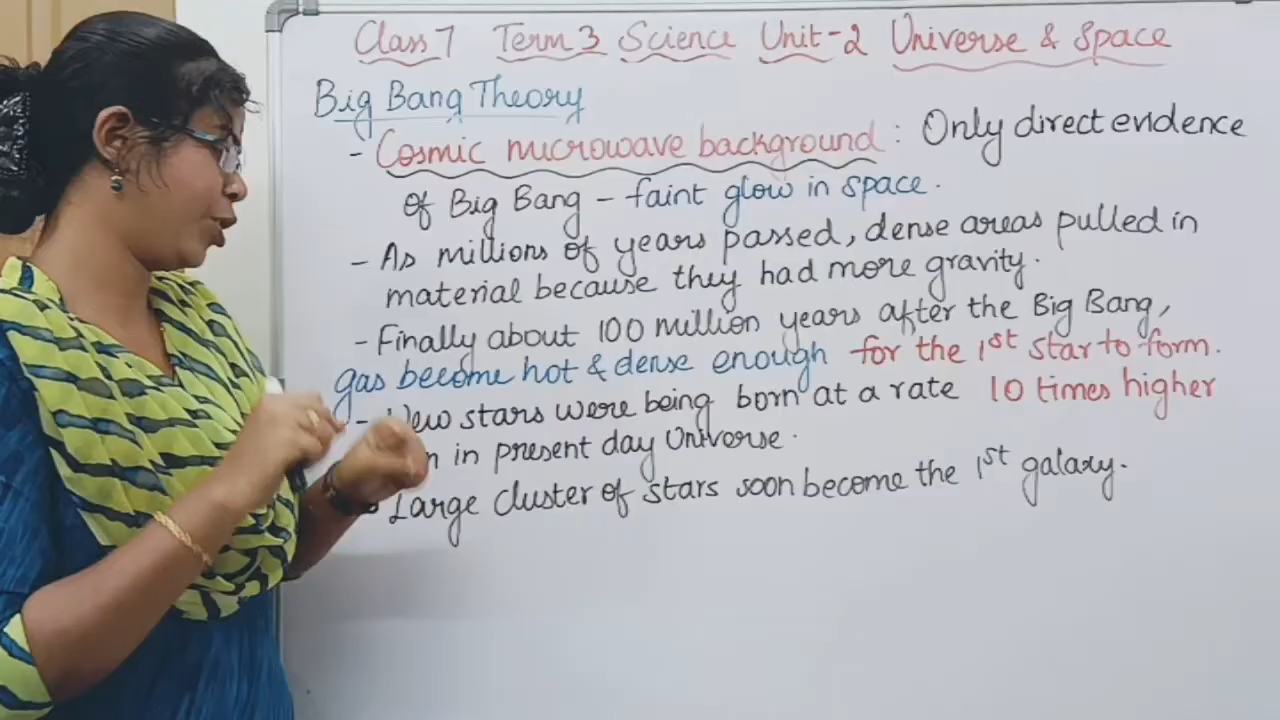 Class 7 Term 3 Science Unit-2 Universe & Space
Big Bang Theory
- Cosmic microwave background : Only direct evidence
of Big Bang - faint glow in space.
- As millions of years passed, dense areas pulled in
material because they had more gravity.
- Finally about 100 million years after the Big Bang,
gas become hot & dense enough for the 1st star to form.
- New stars were being born at a rate 10 times higher
in present day Universe.
Large cluster of stars soon become the 1st galaxy.